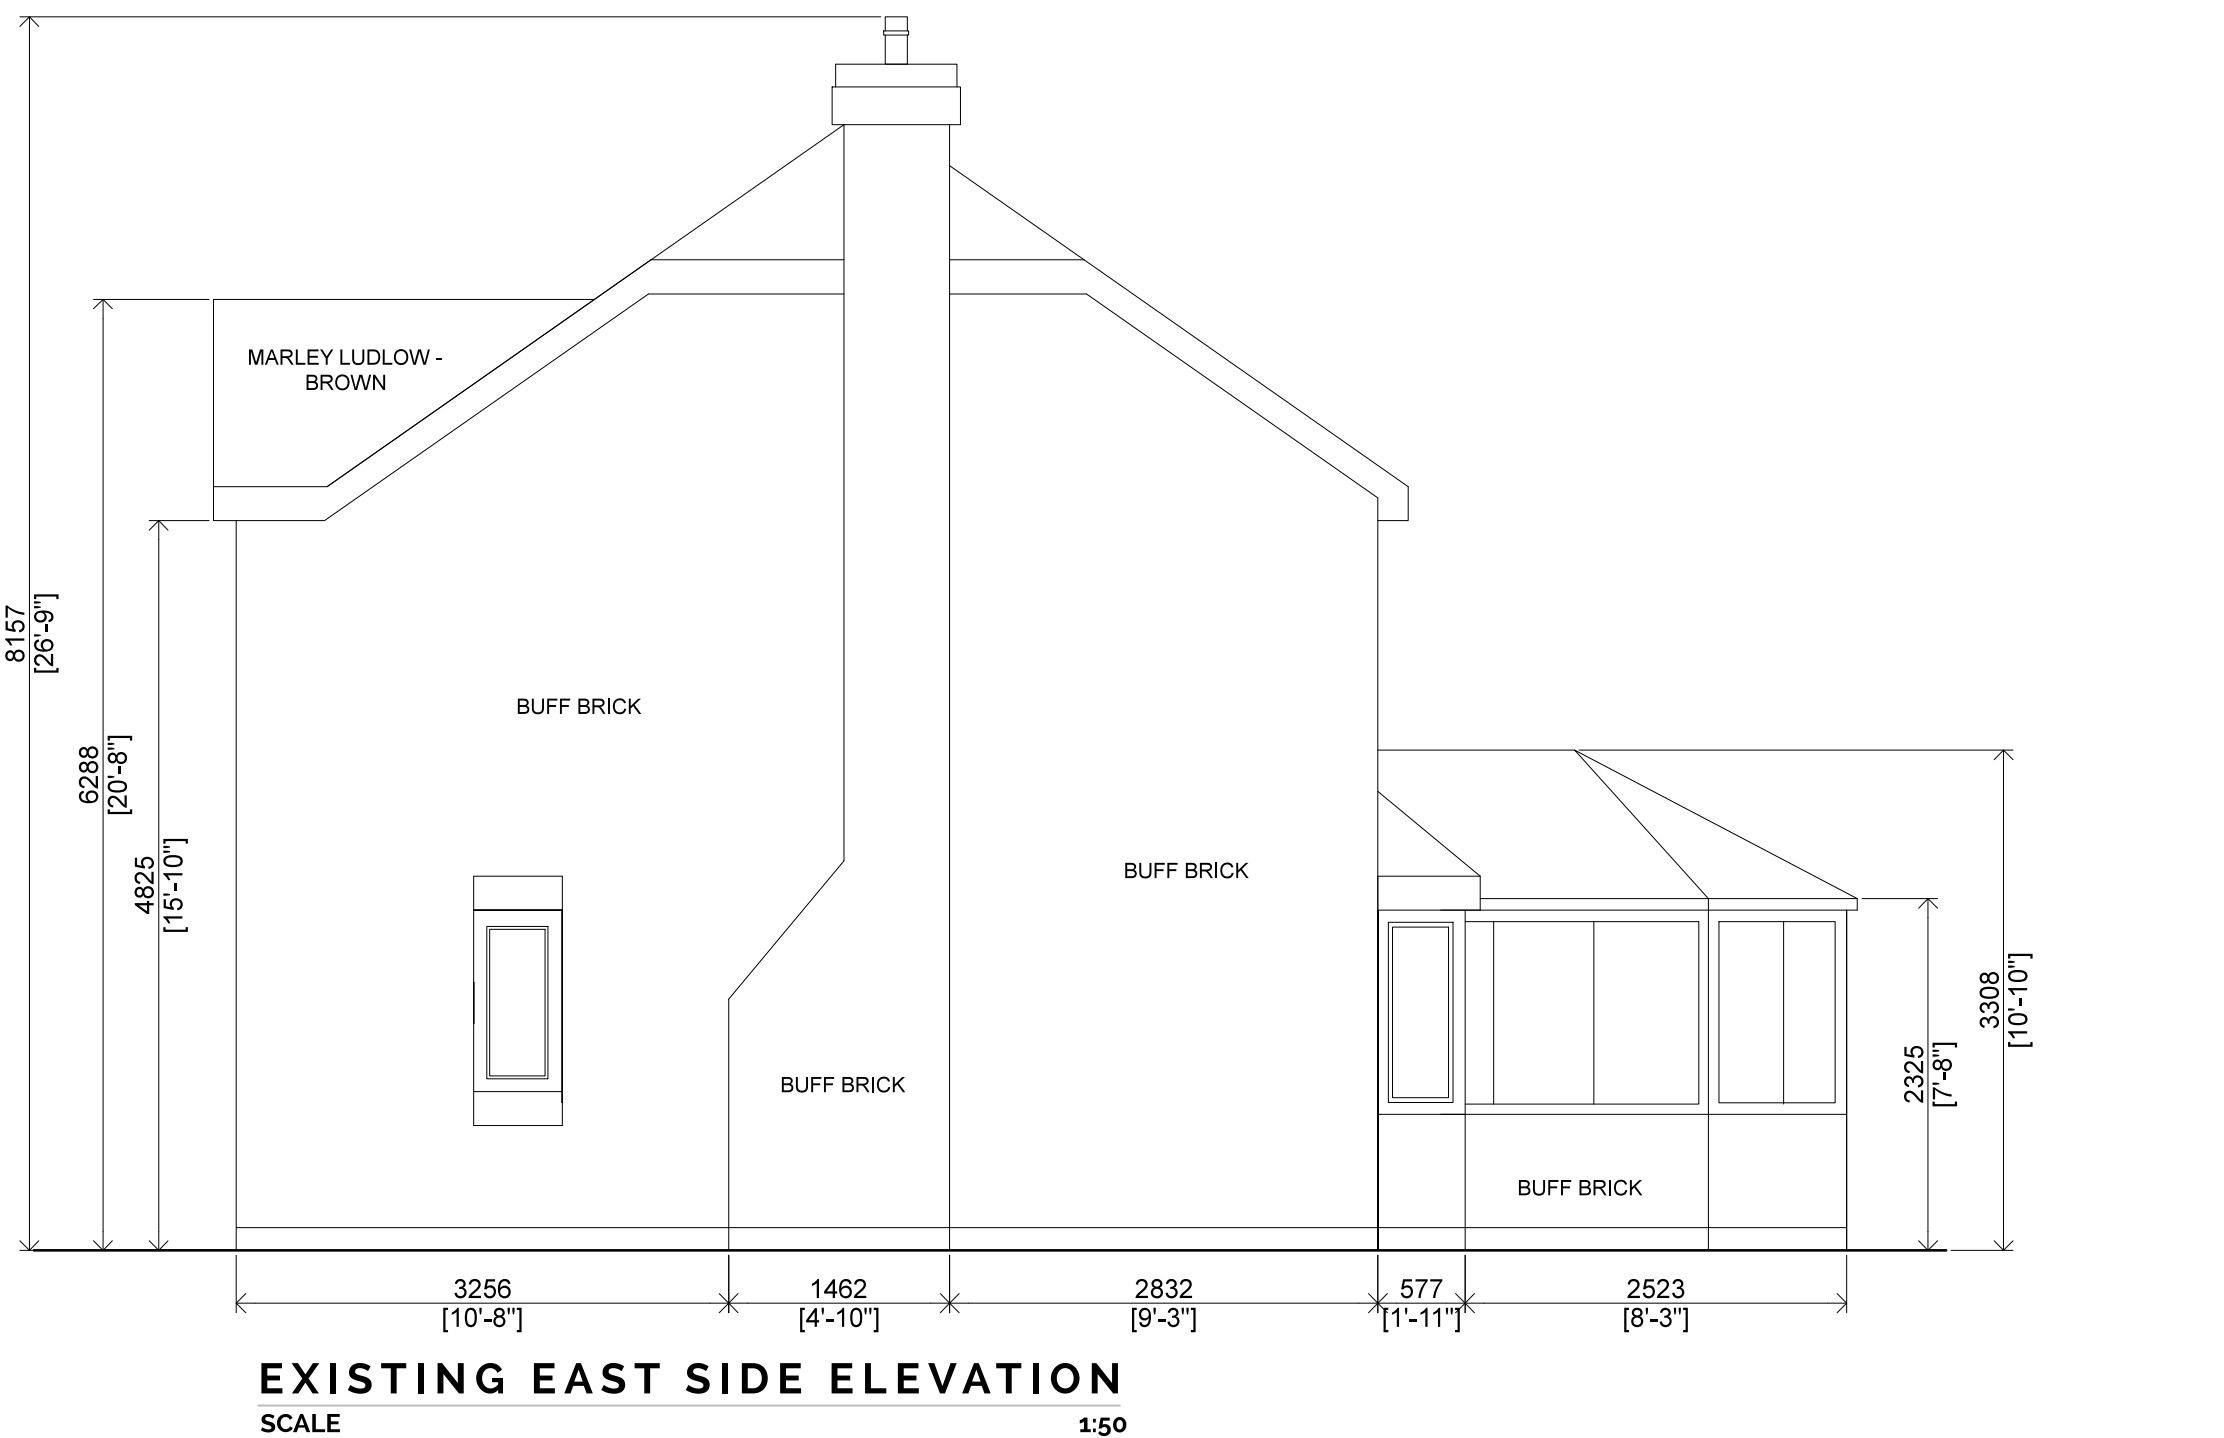 MARLEY LUDLOW -
BROWN
8157
[26'-9"]
6288
[20'-8"]
4825
[15'-10"]
BUFF BRICK
BUFF BRICK
BUFF BRICK
BUFF BRICK
3308
[10'-10"]
2325
[7'-8"]
3256
[10'-8"]
1462
[4'-10"]
2832
[9'-3"]
577
[1'-11"]
2523
[8'-3"]
EXISTING EAST SIDE ELEVATION
SCALE 1:50